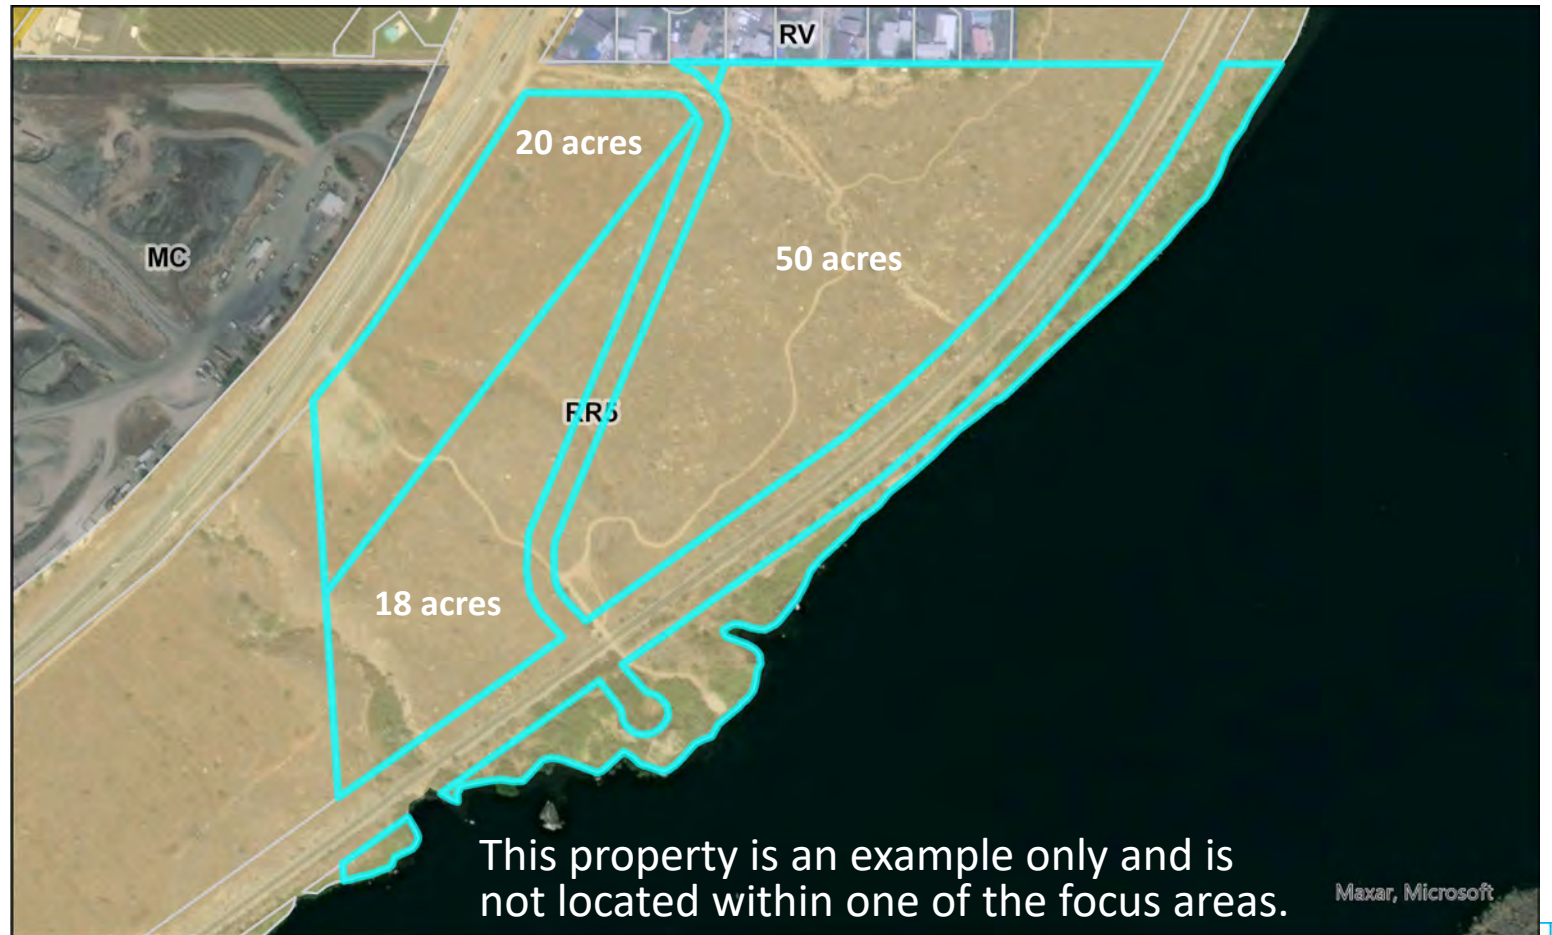 RV
20 acres
MC
50 acres
RR5
18 acres
This property is an example only and is
not located within one of the focus areas.
Maxar, Microsoft